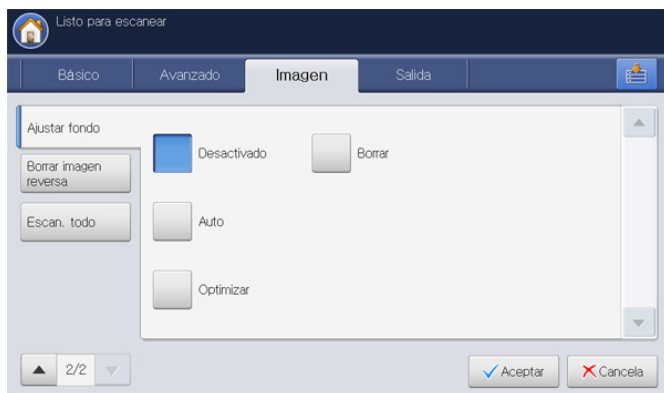 Listo para escanear
Básico
Avanzado
Imagen
Salida
Ajustar fondo
Borrar imagen
reversa
Escan. todo
Desactivado
Borrar
Auto
Optimizar
2/2
Aceptar
Cancela